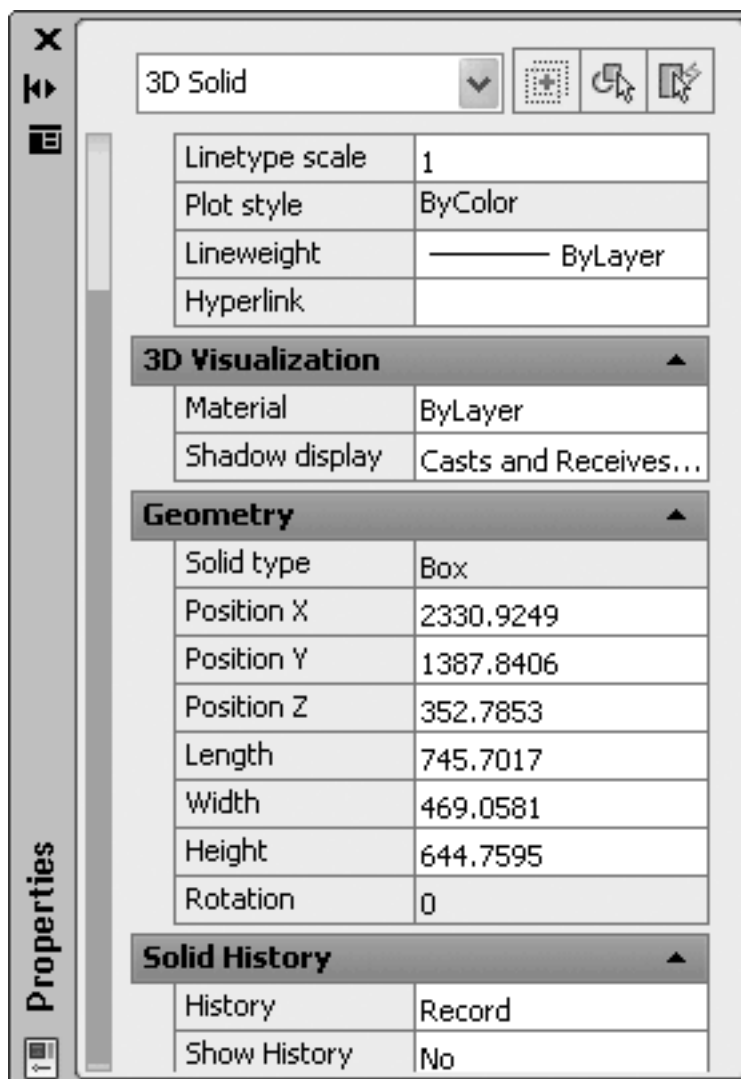 3D Solid
Linetype scale 1
Plot style ByColor
Lineweight ByLayer
Hyperlink
3D Visualization
Material ByLayer
Shadow display Casts and Receives...
Geometry
Solid type Box
Position X 2330.9249
Position Y 1387.8406
Position Z 352.7853
Length 745.7017
Width 469.0581
Height 644.7595
Rotation 0
Solid History
History Record
Show History No
Properties